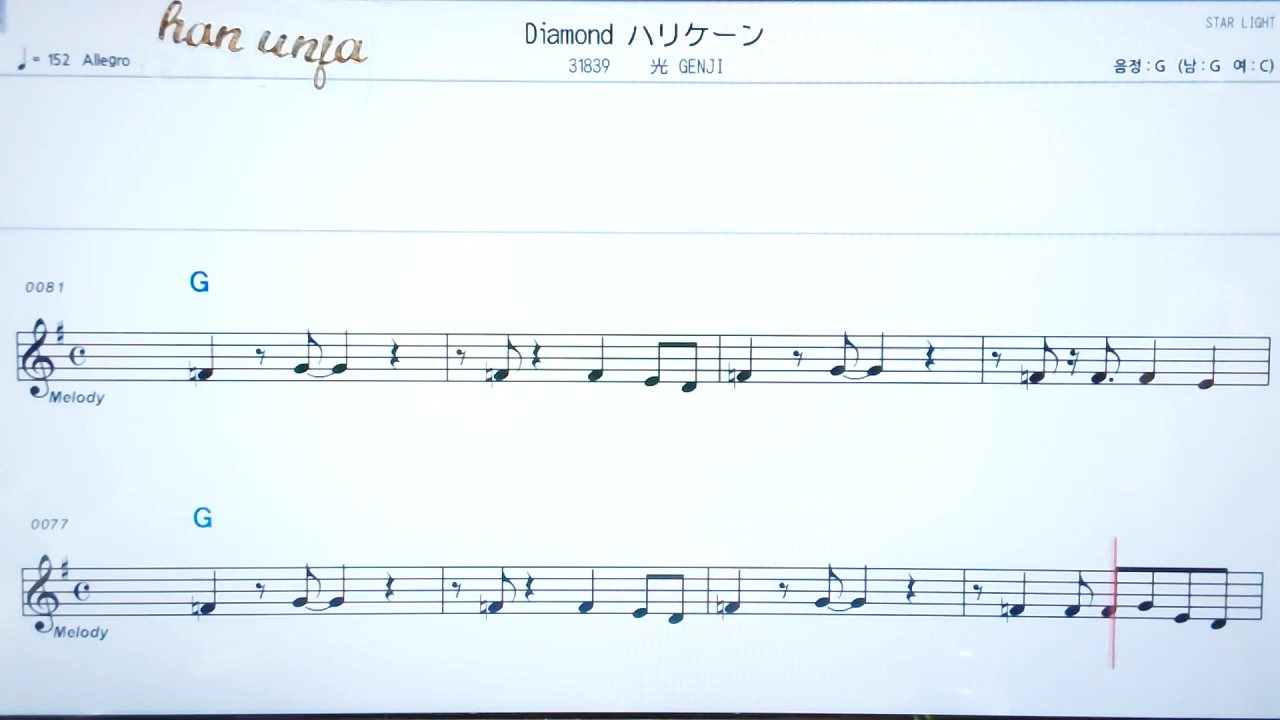 han unfa
Diamond ハリケーン
STAR LIGHT
♩= 152 Allegro
31839 光 GENJI
음정 : G (남 : G 여 : C)
0081
G
Melody
0077
G
Melody